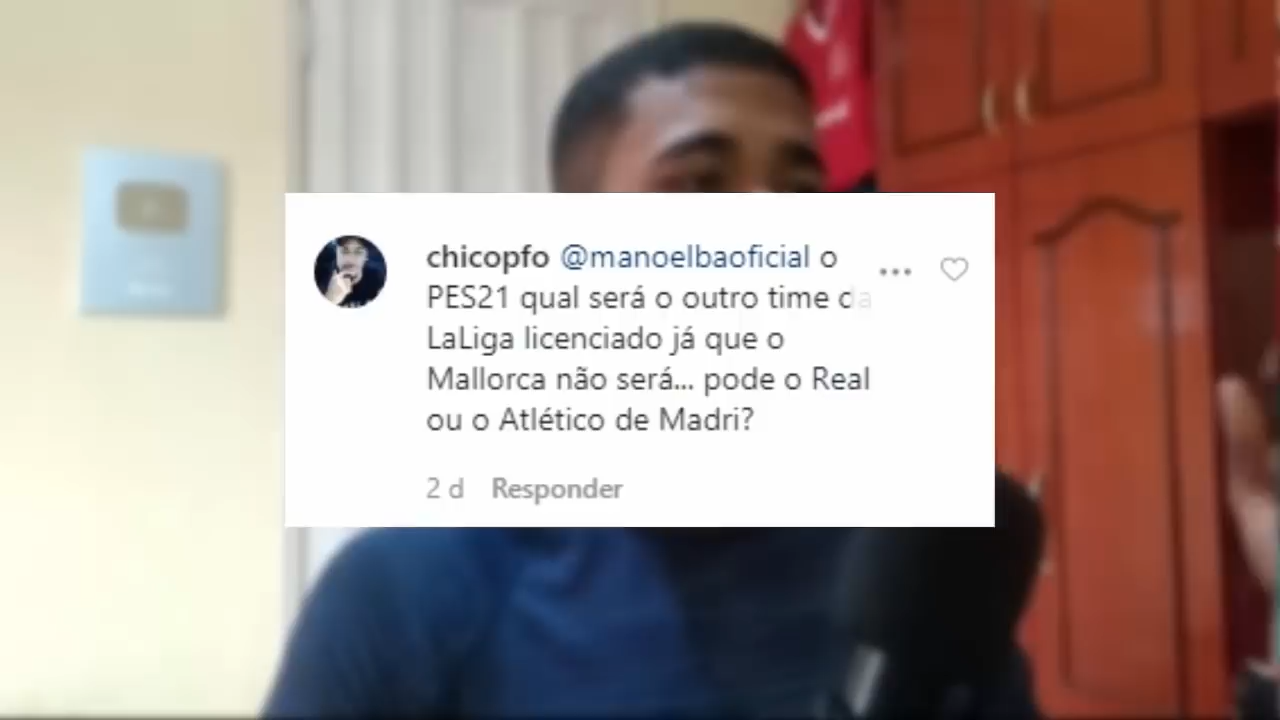 chicopfo @manoelbaoficial o
PES21 qual será o outro time da
LaLiga licenciado já que o
Mallorca não será... pode o Real
ou o Atlético de Madri?
2 d Responder